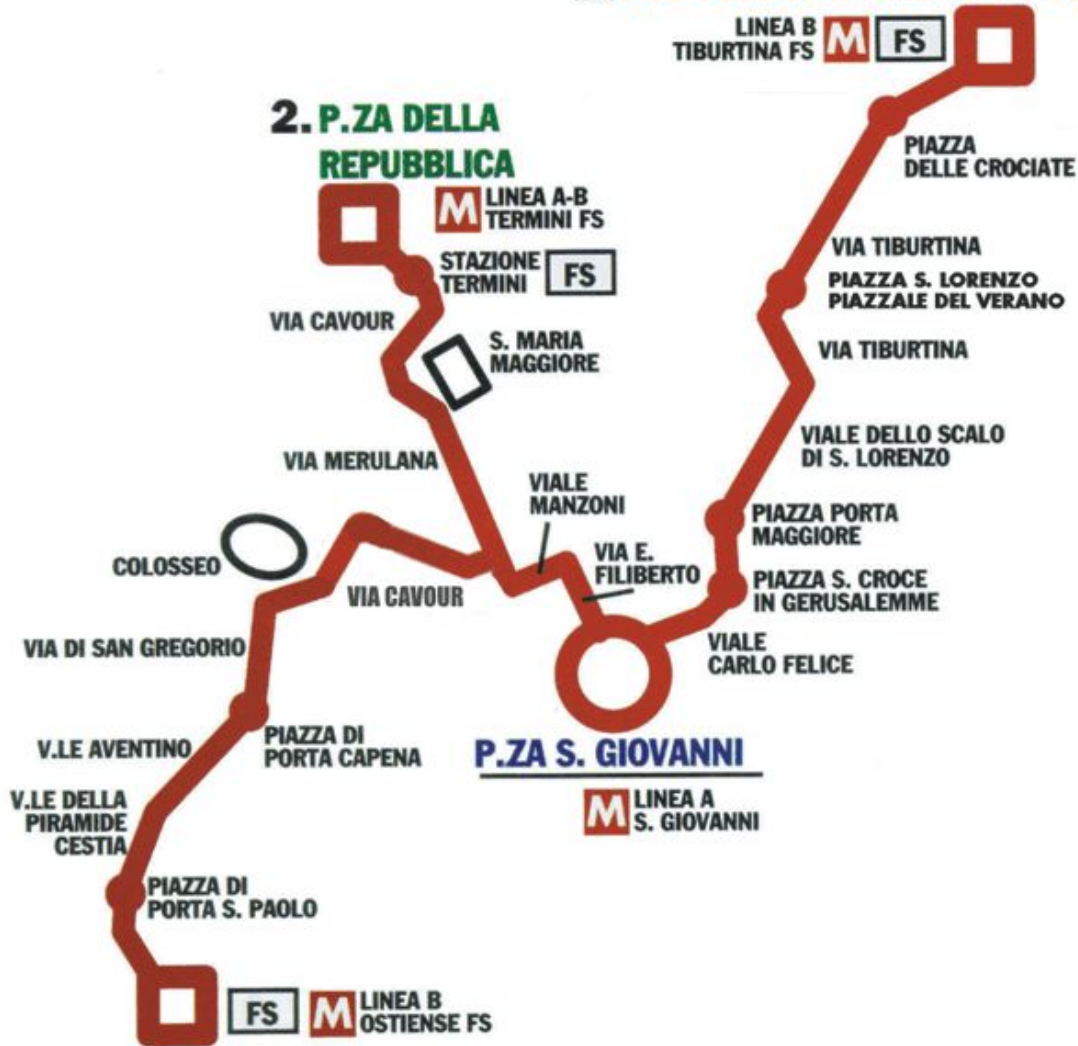 LINEA B
TIBURTINA FS
M
FS
2. P.ZA DELLA
REPUBBLICA
PIAZZA
DELLE CROCIATE
M
LINEA A-B
TERMINI FS
STAZIONE
TERMINI
FS
VIA TIBURTINA
PIAZZA S. LORENZO
PIAZZALE DEL VERANO
VIA CAVOUR
S. MARIA
MAGGIORE
VIA TIBURTINA
VIALE DELLO SCALO
DI S. LORENZO
VIA MERULANA
VIALE
MANZONI
PIAZZA PORTA
MAGGIORE
COLOSSEO
VIA E.
FILIBERTO
PIAZZA S. CROCE
IN GERUSALEMME
VIA CAVOUR
VIA DI SAN GREGORIO
VIALE
CARLO FELICE
PIAZZA DI
PORTA CAPENA
V.LE AVENTINO
P.ZA S. GIOVANNI
M
LINEA A
S. GIOVANNI
V.LE DELLA
PIRAMIDE
CESTIA
PIAZZA DI
PORTA S. PAOLO
FS
M
LINEA B
OSTIENSE FS